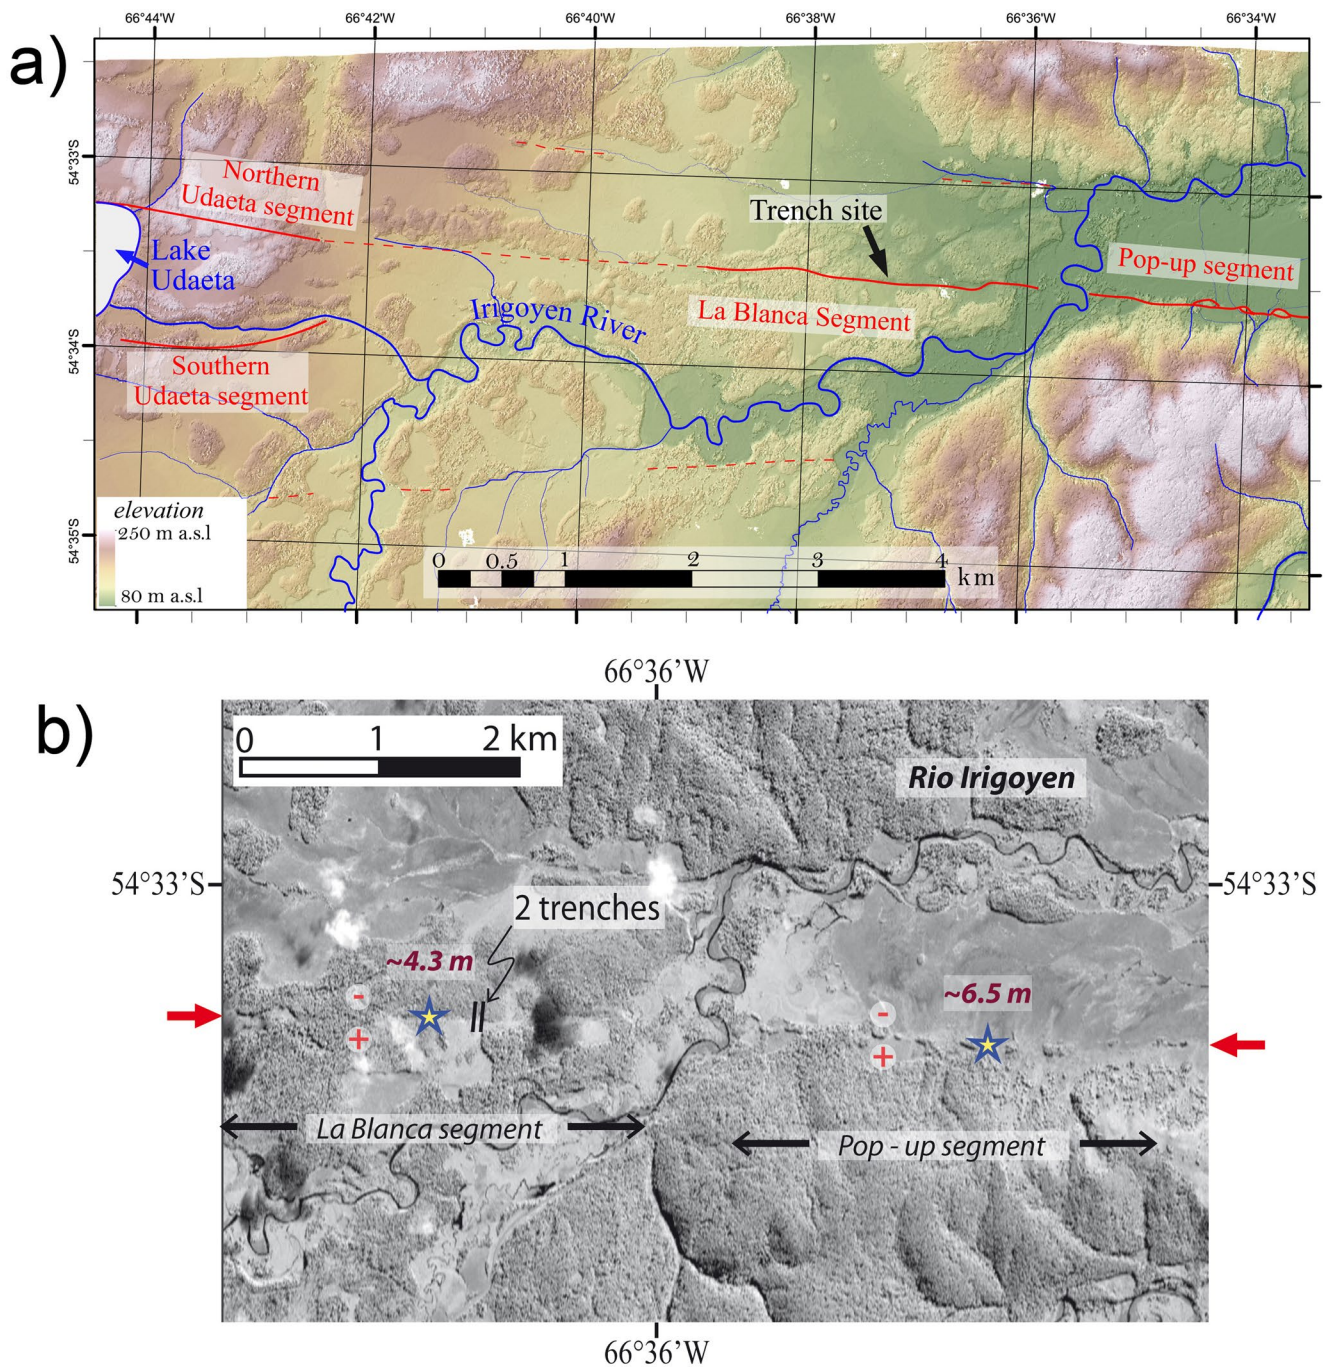 66°44'W 66°42'W 66°40'W 66°38'W 66°36'W 66°34'W
a)
54°33'S
Northern
Udaeta segment
Trench site
Lake
Udaeta
Pop-up segment
Irigoyen River
La Blanca Segment
54°34'S
Southern
Udaeta segment
elevation
250 m a.s.l
80 m a.s.l
54°35'S
0 0.5 1 2 3 4 km
66°36'W
b)
0 1 2 km
Rio Irigoyen
54°33'S
54°33'S
2 trenches
~4.3 m
~6.5 m
-
+
-
+
La Blanca segment
Pop - up segment
66°36'W